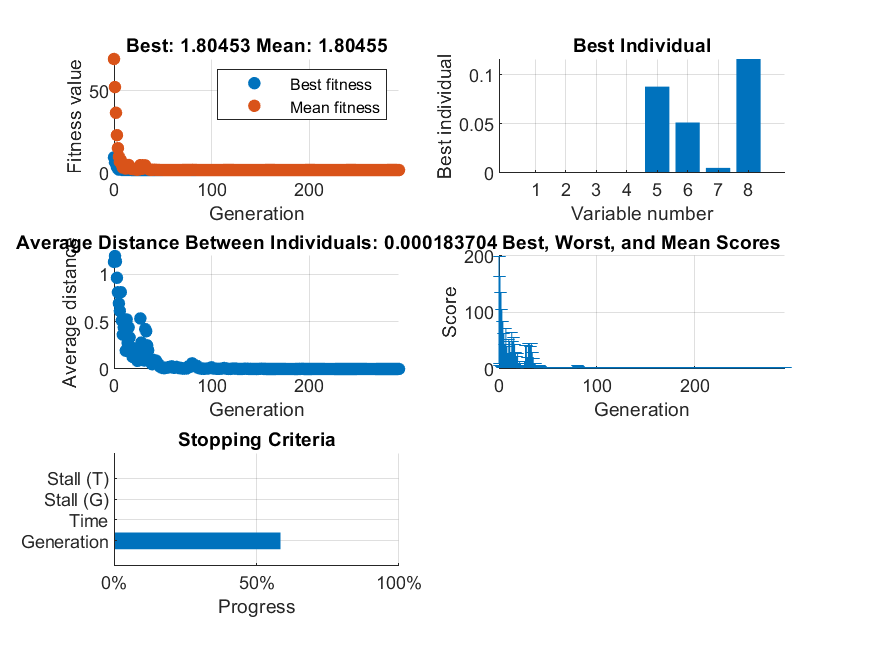 Best: 1.80453 Mean: 1.80455
Fitness value
50
0
0 100 200
Generation
Best fitness
Mean fitness
Best Individual
Best individual
0.1
0.05
0
1 2 3 4 5 6 7 8
Variable number
Average Distance Between Individuals: 0.000183704
Average distance
1
0.5
0
0 100 200
Generation
Best, Worst, and Mean Scores
Score
200
100
0
0 100 200
Generation
Stopping Criteria
Stall (T)
Stall (G)
Time
Generation
0% 50% 100%
Progress